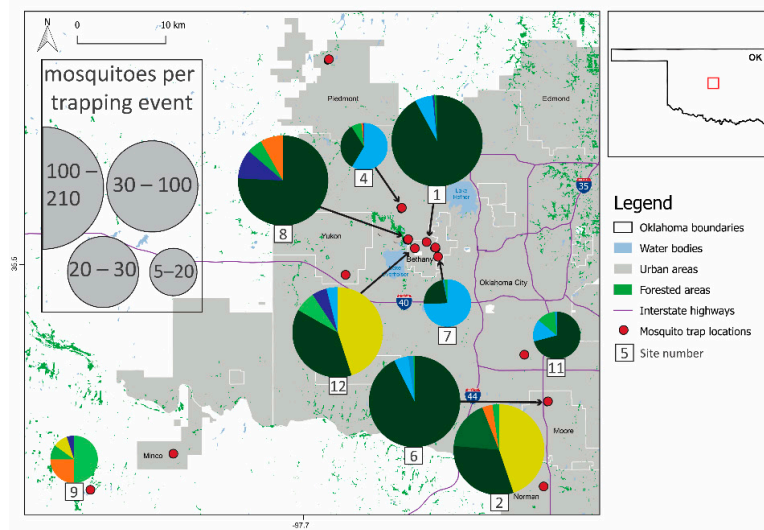 N
0
10 km
mosquitoes per
trapping event
100 –
210
30 – 100
20 – 30
5–20
Piedmont
Edmond
OK
4
1
35
Legend
Oklahoma boundaries
Water bodies
Urban areas
Forested areas
Interstate highways
Mosquito trap locations
5 Site number
8
Yukon
Bethany
35.5
Oklahoma City
40
7
12
11
44
6
Moore
Minco
9
2
Norman
-97.7